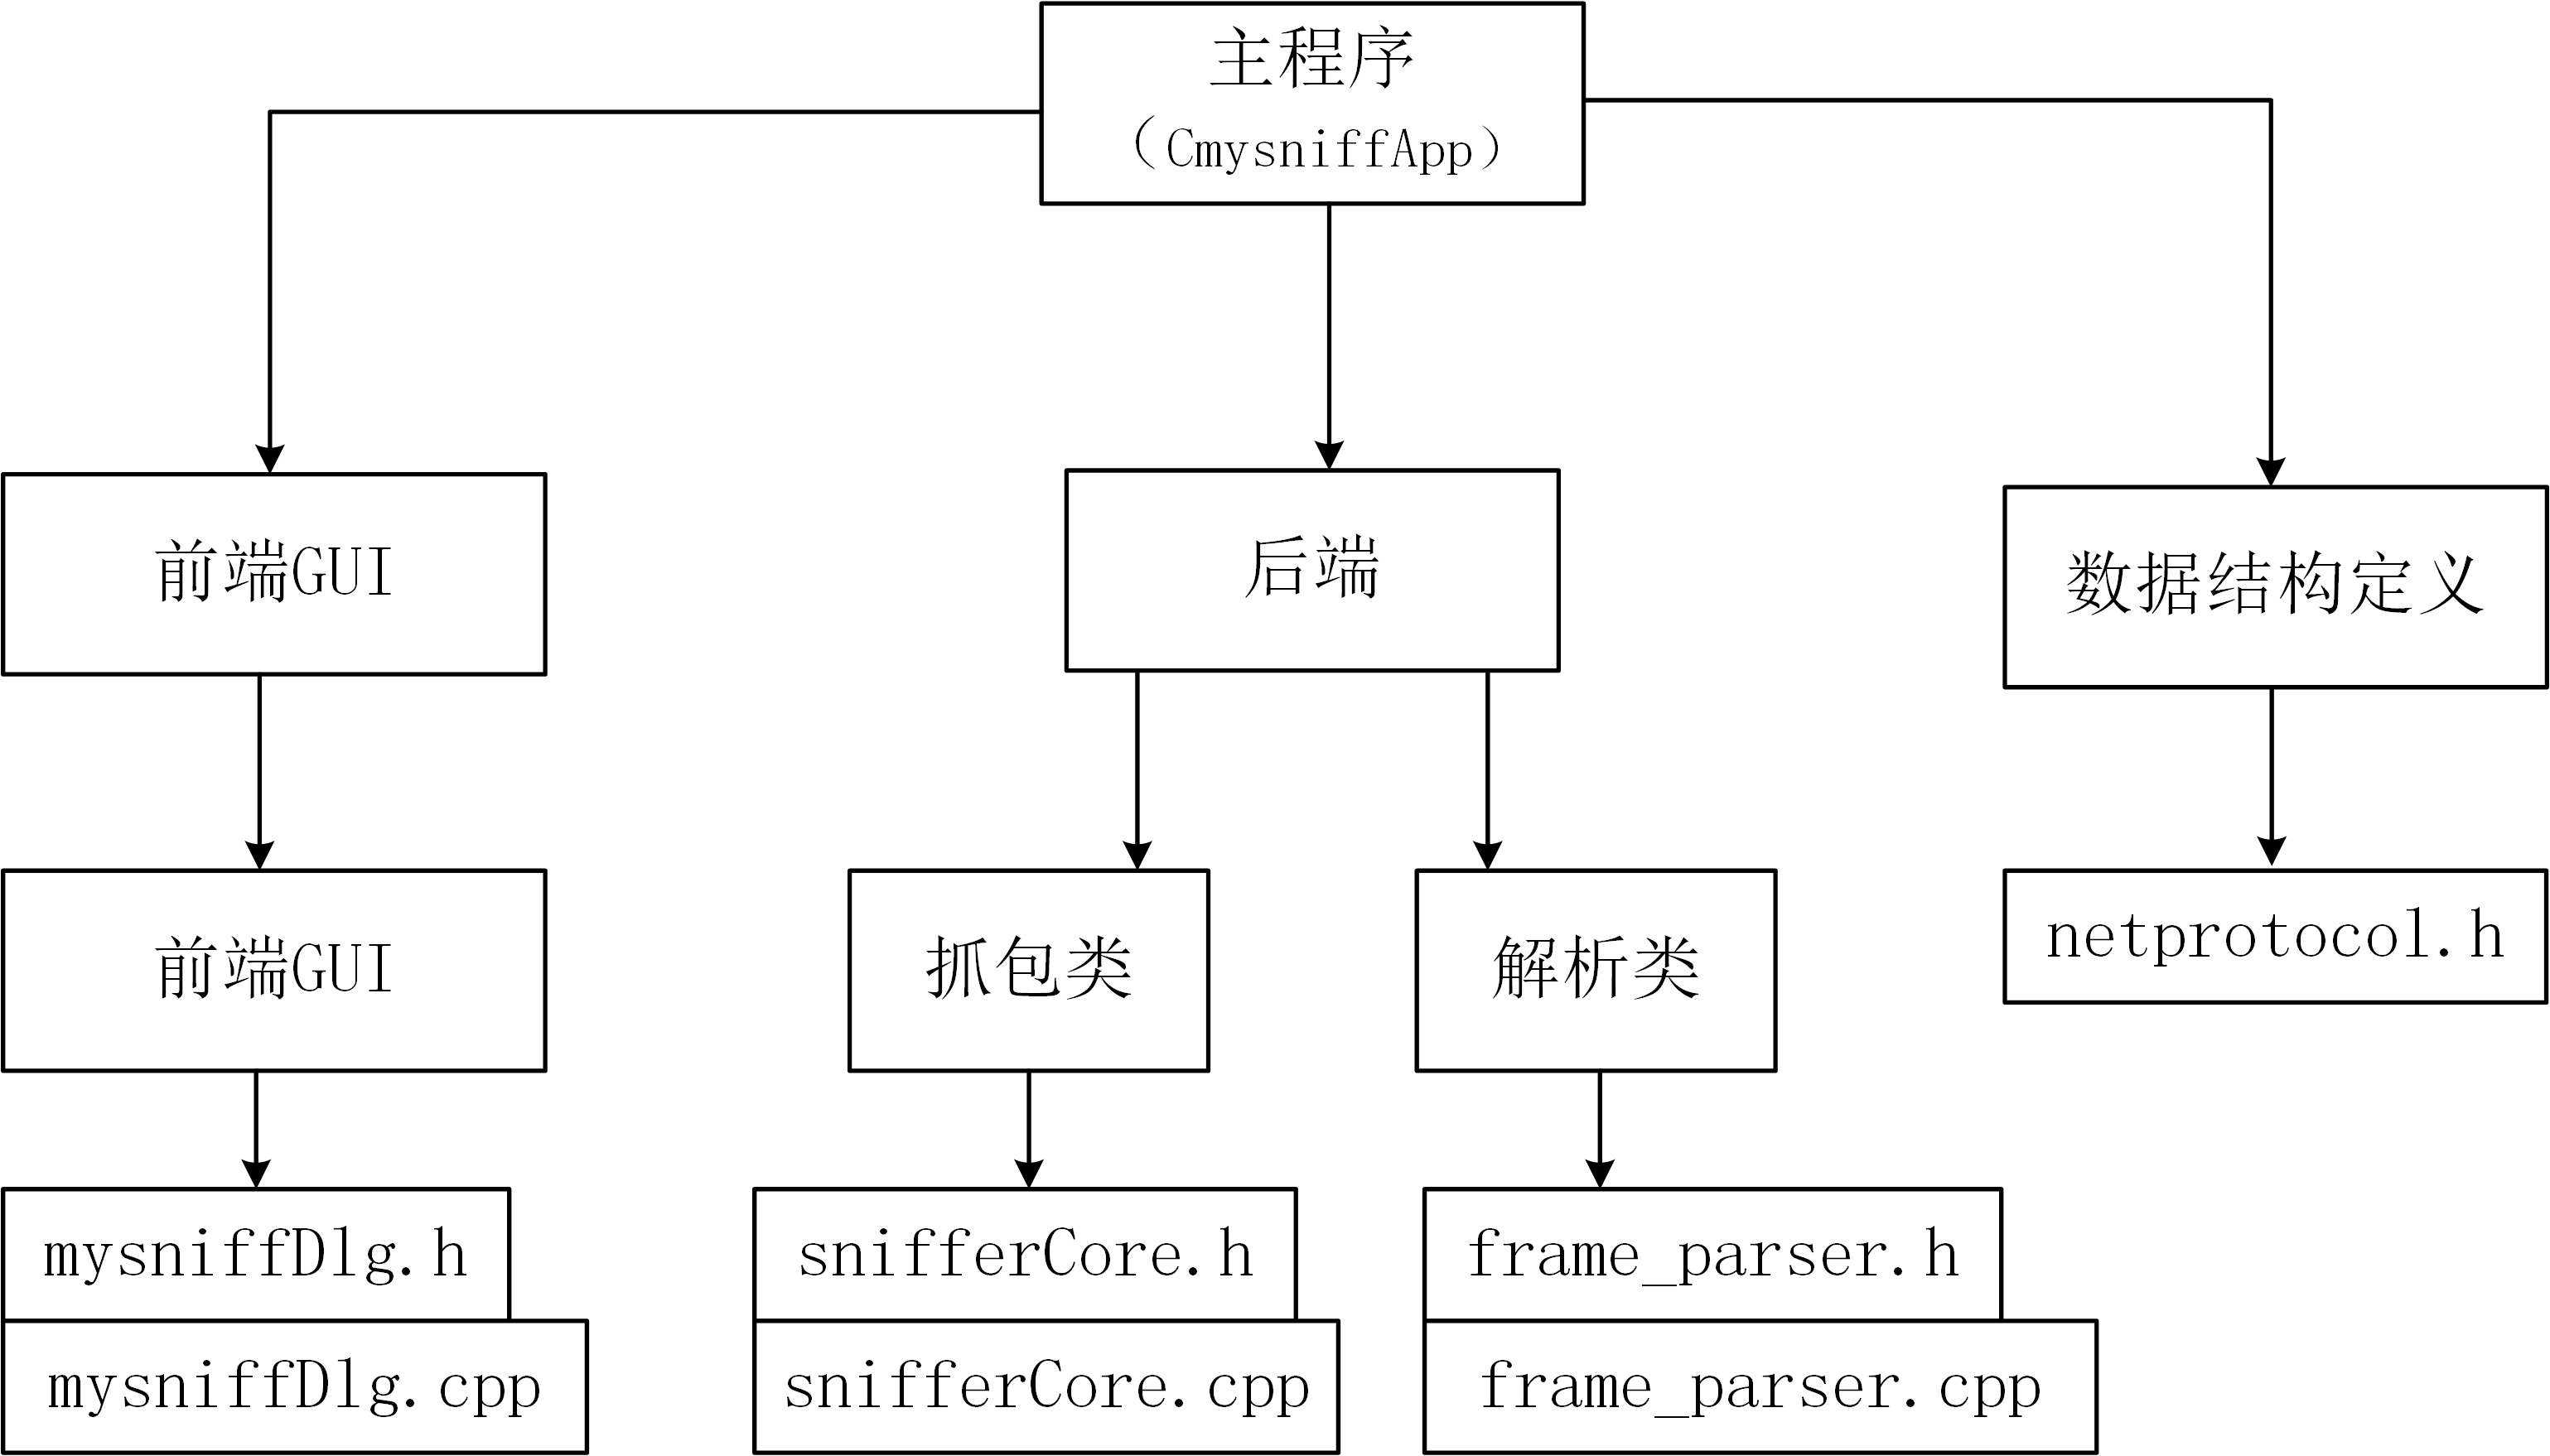 主程序
（CmysniffApp）
前端GUI
后端
数据结构定义
前端GUI
抓包类
解析类
netprotocol.h
mysniffDlg.h
snifferCore.h
frame_parser.h
mysniffDlg.cpp
snifferCore.cpp
frame_parser.cpp